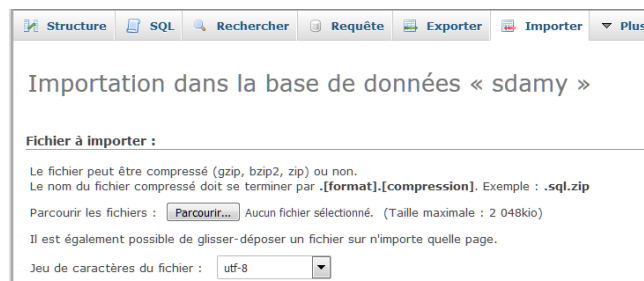 Structure SQL Rechercher Requête Exporter Importer Plus
Importation dans la base de données « sdamy »
Fichier à importer :
Le fichier peut être compressé (gzip, bzip2, zip) ou non.
Le nom du fichier compressé doit se terminer par .[format].[compression]. Exemple : .sql.zip
Parcourir les fichiers : Parcourir... Aucun fichier sélectionné. (Taille maximale : 2 048kio)
Il est également possible de glisser-déposer un fichier sur n'importe quelle page.
Jeu de caractères du fichier : utf-8